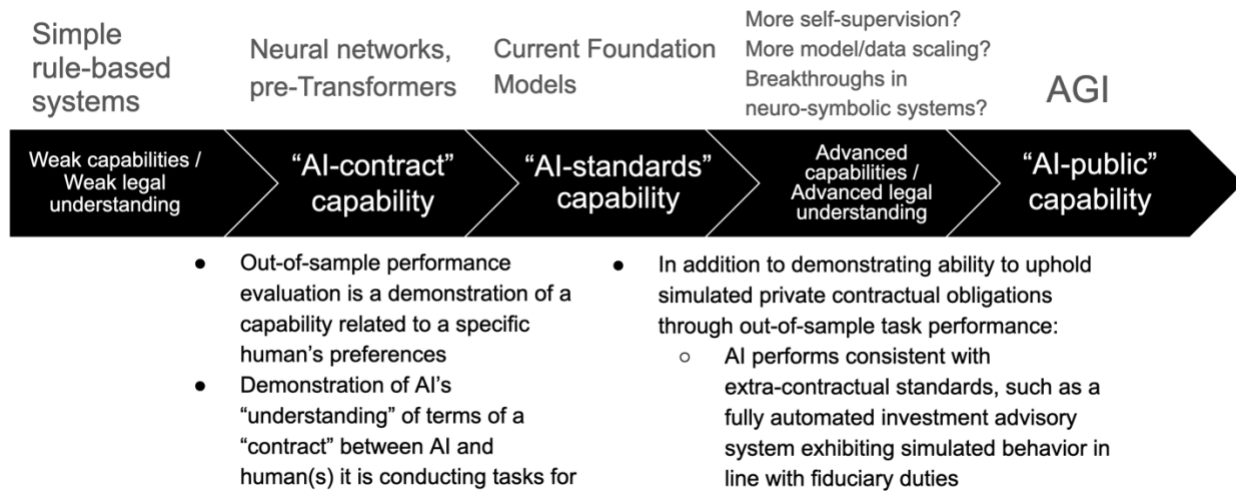 Simple
rule-based
systems
Neural networks,
pre-Transformers
Current Foundation
Models
More self-supervision?
More model/data scaling?
Breakthroughs in
neuro-symbolic systems?
AGI
Weak capabilities /
Weak legal
understanding
“AI-contract”
capability
“AI-standards”
capability
Advanced
capabilities /
Advanced legal
understanding
“AI-public”
capability
● Out-of-sample performance
evaluation is a demonstration of a
capability related to a specific
human’s preferences
● Demonstration of AI’s
“understanding” of terms of a
“contract” between AI and
human(s) it is conducting tasks for
● In addition to demonstrating ability to uphold
simulated private contractual obligations
through out-of-sample task performance:
○ AI performs consistent with
extra-contractual standards, such as a
fully automated investment advisory
system exhibiting simulated behavior in
line with fiduciary duties